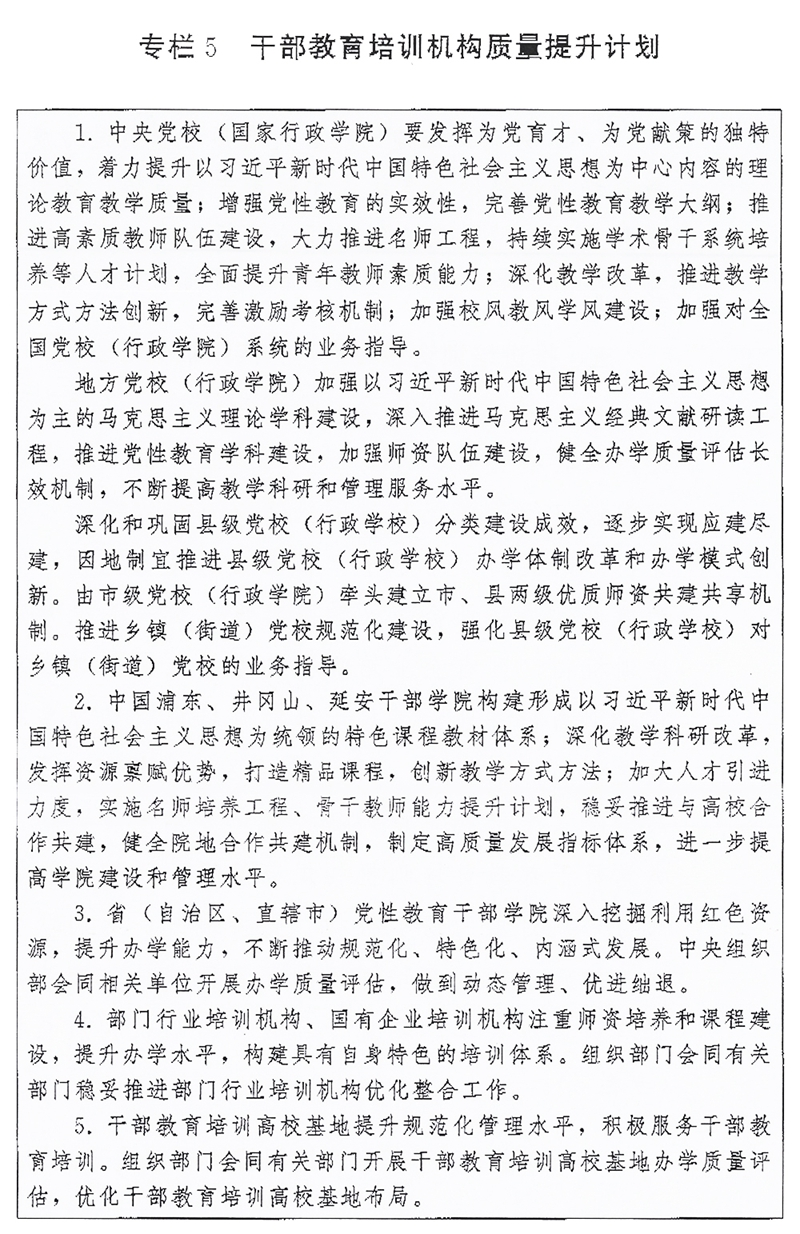 专栏 5　干部教育培训机构质量提升计划
1. 中央党校（国家行政学院）要发挥为党育才、为党献策的独特
价值，着力提升以习近平新时代中国特色社会主义思想为中心内容的理
论教育教学质量；增强党性教育的实效性，完善党性教育教学大纲；推
进高素质教师队伍建设，大力推进名师工程，持续实施学术骨干系统培
养等人才计划，全面提升青年教师素质能力；深化教学改革，推进教学
方式方法创新，完善激励考核机制；加强校风教风学风建设；加强对全
国党校（行政学院）系统的业务指导。
地方党校（行政学院）加强以习近平新时代中国特色社会主义思想
为主的马克思主义理论学科建设，深入推进马克思主义经典文献研读工
程，推进党性教育学科建设，加强师资队伍建设，健全办学质量评估长
效机制，不断提高教学科研和管理服务水平。
深化和巩固县级党校（行政学校）分类建设成效，逐步实现应建尽
建，因地制宜推进县级党校（行政学校）办学体制改革和办学模式创
新。由市级党校（行政学院）牵头建立市、县两级优质师资共建共享机
制。推进乡镇（街道）党校规范化建设，强化县级党校（行政学校）对
乡镇（街道）党校的业务指导。
2. 中国浦东、井冈山、延安干部学院构建形成以习近平新时代中
国特色社会主义思想为统领的特色课程教材体系；深化教学科研改革，
发挥资源禀赋优势，打造精品课程，创新教学方式方法；加大人才引进
力度，实施名师培养工程、骨干教师能力提升计划，稳妥推进与高校合
作共建，健全院地合作共建机制，制定高质量发展指标体系，进一步提
高学院建设和管理水平。
3. 省（自治区、直辖市）党性教育干部学院深入挖掘利用红色资
源，提升办学能力，不断推动规范化、特色化、内涵式发展。中央组织
部会同相关单位开展办学质量评估，做到动态管理、优进绌退。
4. 部门行业培训机构、国有企业培训机构注重师资培养和课程建
设，提升办学水平，构建具有自身特色的培训体系。组织部门会同有关
部门稳妥推进部门行业培训机构优化整合工作。
5. 干部教育培训高校基地提升规范化管理水平，积极服务干部教
育培训。组织部门会同有关部门开展干部教育培训高校基地办学质量评
估，优化干部教育培训高校基地布局。